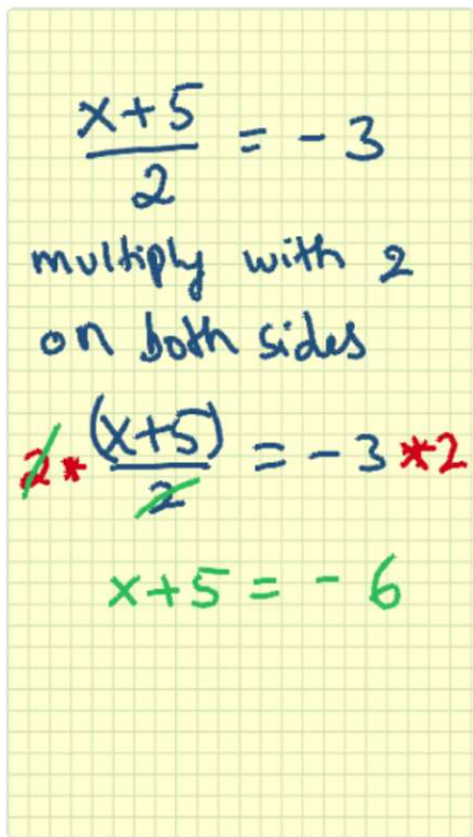 x+5/2 = -3
multiply with 2
on both sides
2*(x+5)/2 = -3*2
x+5 = -6